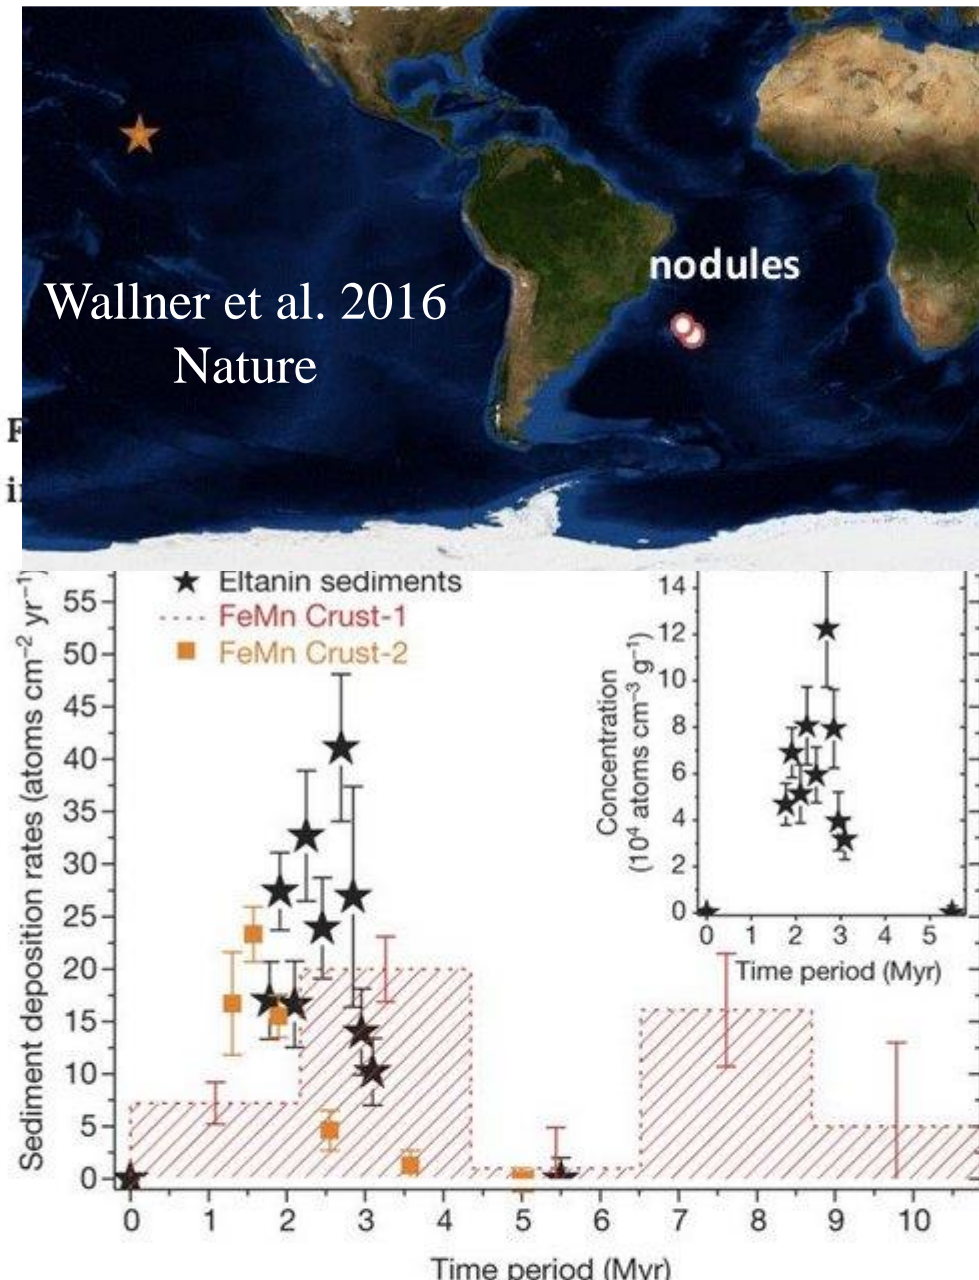 nodules
Wallner et al. 2016
Nature
F
Eltanin sediments
FeMn Crust-1
FeMn Crust-2
Sediment deposition rates (atoms cm⁻² yr⁻¹)
55
50
45
40
35
30
25
20
15
10
5
0
0 1 2 3 4 5 6 7 8 9 10
Time period (Myr)
Concentration
(10⁴ atoms cm⁻³ g⁻¹)
14
12
10
8
6
4
2
0
0 1 2 3 4 5
Time period (Myr)